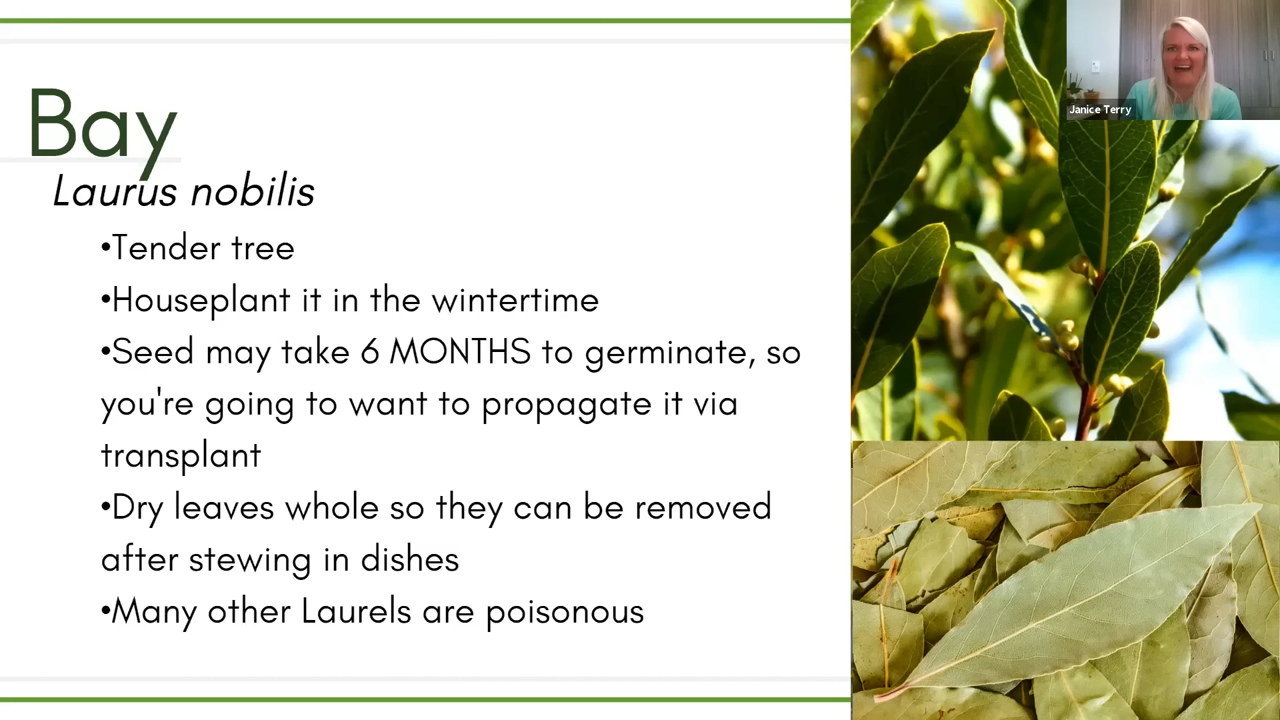 Bay
Laurus nobilis
•Tender tree
•Houseplant it in the wintertime
•Seed may take 6 MONTHS to germinate, so
you're going to want to propagate it via
transplant
•Dry leaves whole so they can be removed
after stewing in dishes
•Many other Laurels are poisonous
Janice Terry